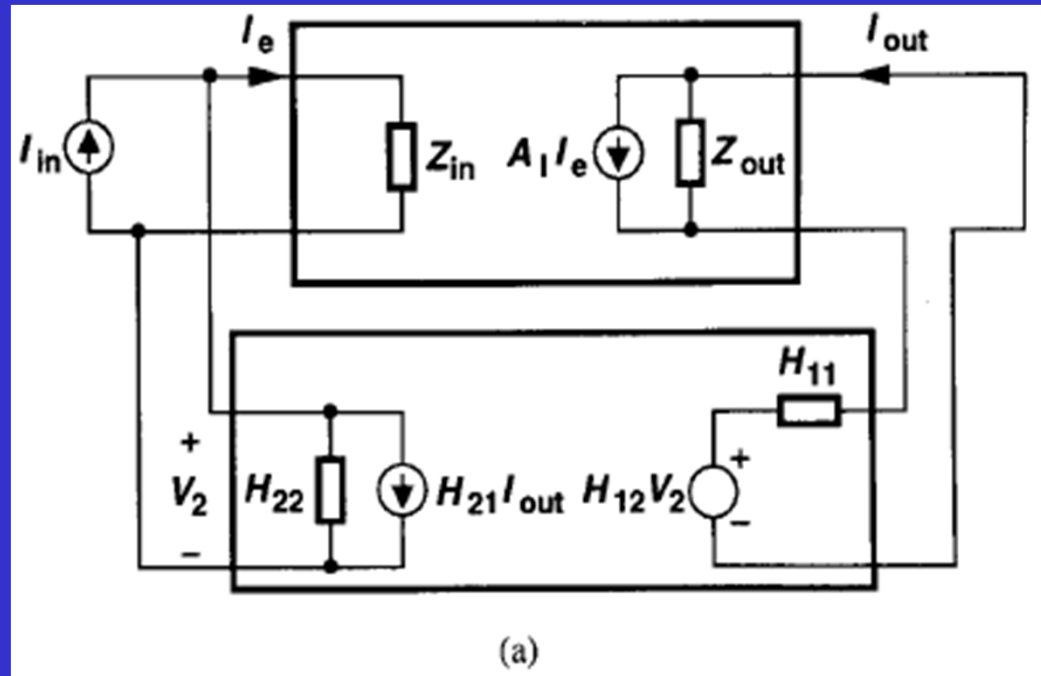 I_e
I_out
I_in
Z_in
A_I I_e
Z_out
H_11
+
V_2
−
H_22
H_21 I_out
H_12 V_2
+
−
(a)